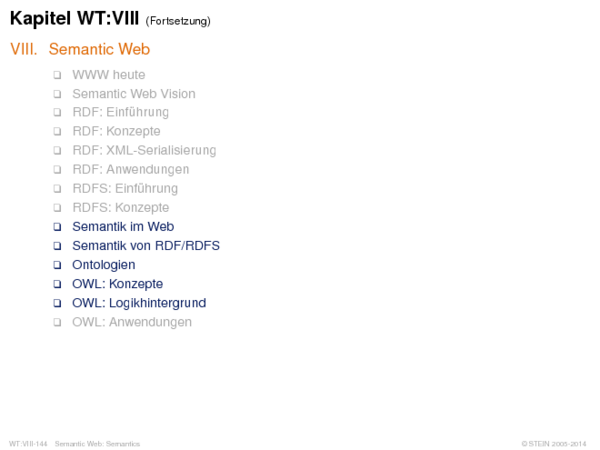 Kapitel WT:VIII (Fortsetzung)
VIII. Semantic Web
❑ WWW heute
❑ Semantic Web Vision
❑ RDF: Einführung
❑ RDF: Konzepte
❑ RDF: XML-Serialisierung
❑ RDF: Anwendungen
❑ RDFS: Einführung
❑ RDFS: Konzepte
❑ Semantik im Web
❑ Semantik von RDF/RDFS
❑ Ontologien
❑ OWL: Konzepte
❑ OWL: Logikhintergrund
❑ OWL: Anwendungen
WT:VIII-144 Semantic Web: Semantics © STEIN 2005-2014